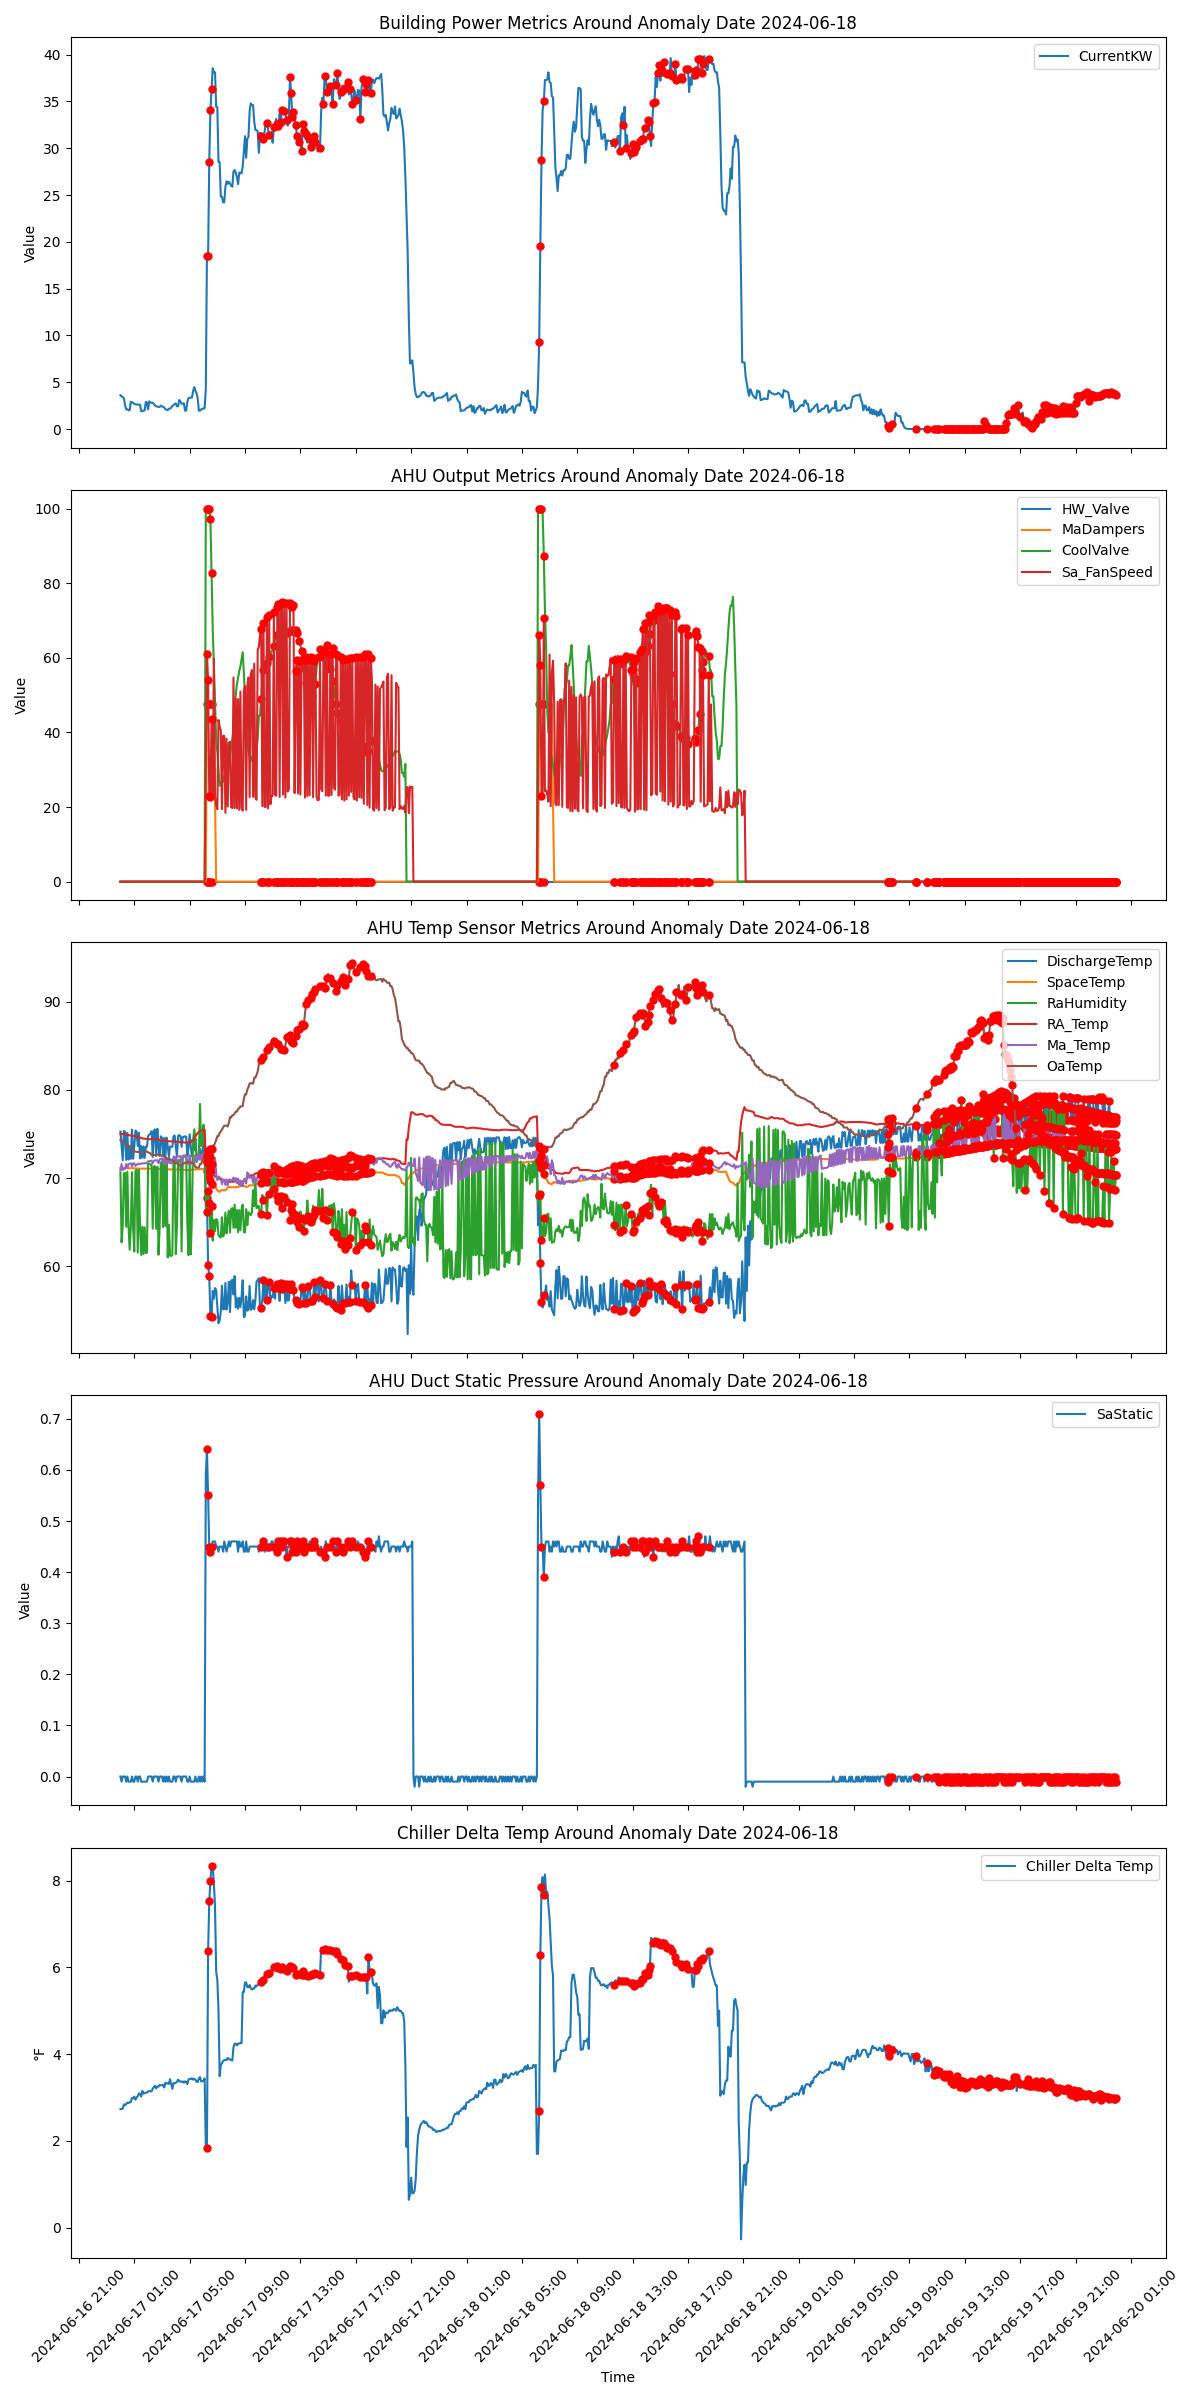 Building Power Metrics Around Anomaly Date 2024-06-18
CurrentKW
40
35
30
25
20
15
10
5
0
Value
AHU Output Metrics Around Anomaly Date 2024-06-18
HW_Valve
MaDampers
CoolValve
Sa_FanSpeed
100
80
60
40
20
0
Value
AHU Temp Sensor Metrics Around Anomaly Date 2024-06-18
DischargeTemp
SpaceTemp
RaHumidity
RA_Temp
Ma_Temp
OaTemp
90
80
70
60
Value
AHU Duct Static Pressure Around Anomaly Date 2024-06-18
SaStatic
0.7
0.6
0.5
0.4
0.3
0.2
0.1
0.0
Value
Chiller Delta Temp Around Anomaly Date 2024-06-18
Chiller Delta Temp
8
6
4
2
0
°F
2024-06-16 21:00
2024-06-17 01:00
2024-06-17 05:00
2024-06-17 09:00
2024-06-17 13:00
2024-06-17 17:00
2024-06-17 21:00
2024-06-18 01:00
2024-06-18 05:00
2024-06-18 09:00
2024-06-18 13:00
2024-06-18 17:00
2024-06-18 21:00
2024-06-19 01:00
2024-06-19 05:00
2024-06-19 09:00
2024-06-19 13:00
2024-06-19 17:00
2024-06-19 21:00
2024-06-20 01:00
Time